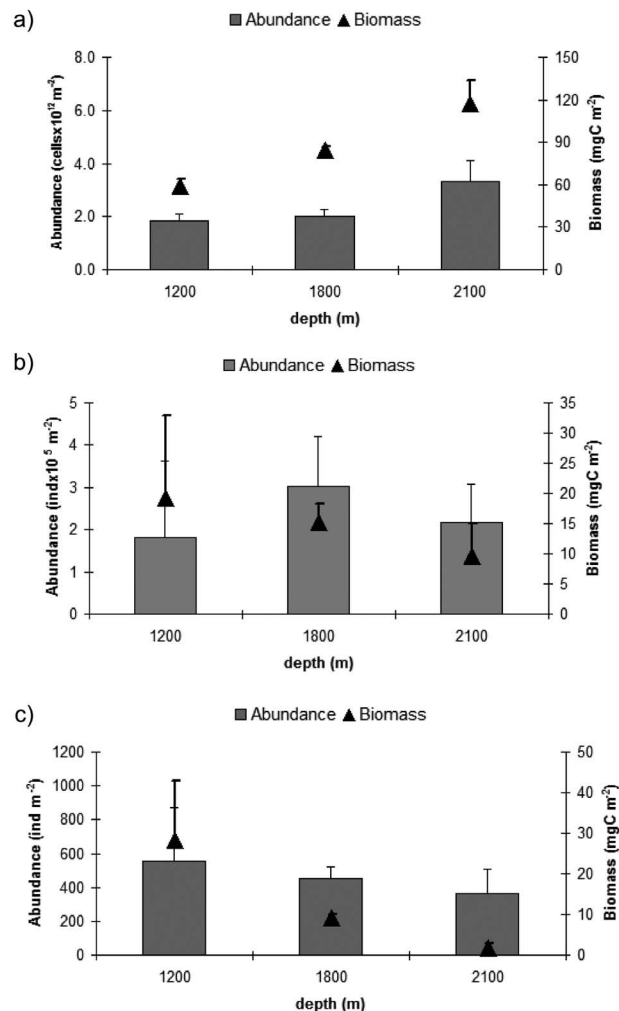 a)
Abundance Biomass
Abundance (cellsx10¹² m⁻²)
8.0
6.0
4.0
2.0
0.0
150
120
90
60
30
0
Biomass (mgC m⁻²)
1200 1800 2100
depth (m)
b)
Abundance Biomass
Abundance (indx10 ⁵ m⁻²)
5
4
3
2
1
0
35
30
25
20
15
10
5
0
Biomass (mgC m⁻²)
1200 1800 2100
depth (m)
c)
Abundance Biomass
Abundance (ind m⁻²)
1200
1000
800
600
400
200
0
50
40
30
20
10
0
Biomass (mgC m⁻²)
1200 1800 2100
depth (m)